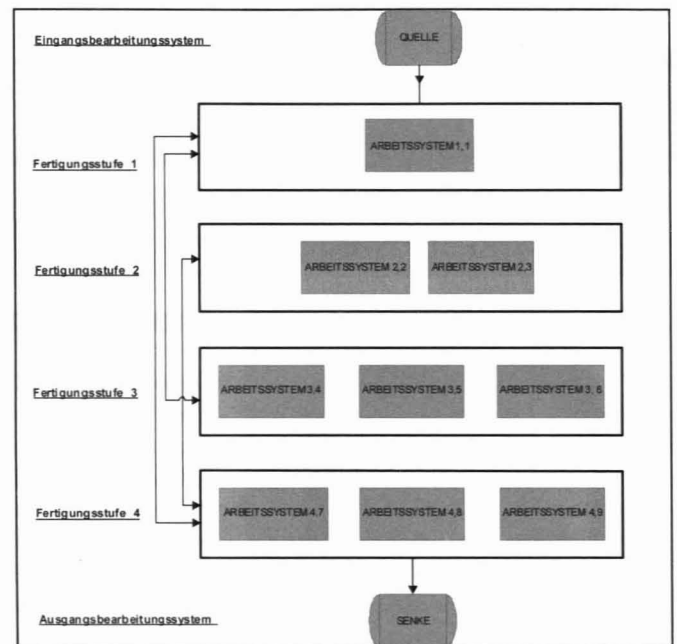 Eingangsbearbeitungssystem
QUELLE
ARBEITSSYSTEM 1,1
Fertigungsstufe 1
Fertigungsstufe 2
ARBEITSSYSTEM 2,2 ARBEITSSYSTEM 2,3
Fertigungsstufe 3
ARBEITSSYSTEM 3,4 ARBEITSSYSTEM 3,5 ARBEITSSYSTEM 3, 6
Fertigungsstufe 4
ARBEITSSYSTEM 4,7 ARBEITSSYSTEM 4,8 ARBEITSSYSTEM 4,9
Ausgangsbearbeitungssystem
SENKE